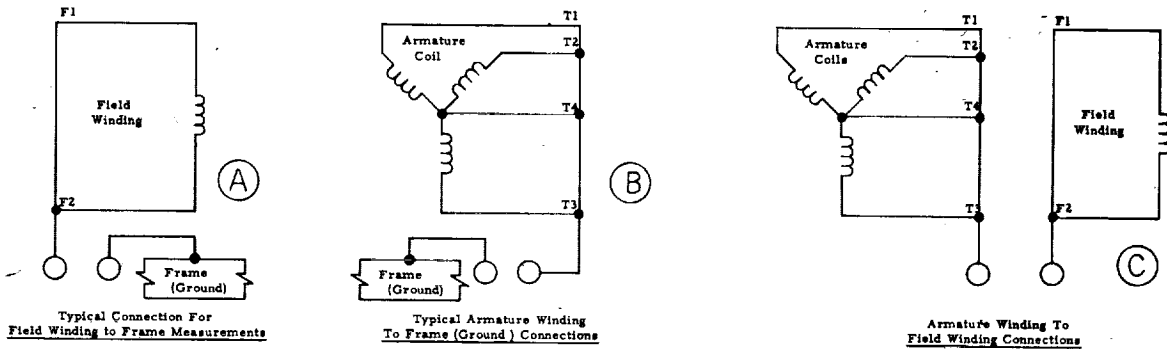 F1
Field
Winding
F2
A
Frame
(Ground)
Typical Connection For
Field Winding to Frame Measurements
T1
T2
Armature
Coil
T4
B
T3
Frame
(Ground)
Typical Armature Winding
To Frame (Ground) Connections
T1
T2
Armature
Coils
T4
T3
F1
Field
Winding
F2
C
Armature Winding To
Field Winding Connections